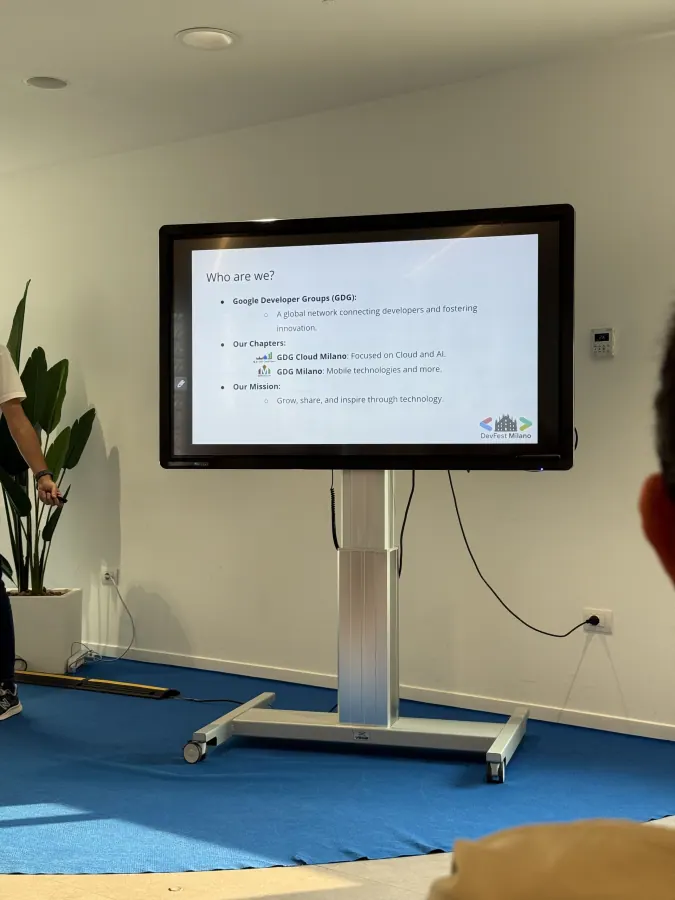 Who are we?
Google Developer Groups (GDG):
A global network connecting developers and fostering
innovation.
Our Chapters:
GDG Cloud Milano: Focused on Cloud and AI.
GDG Milano: Mobile technologies and more.
Our Mission:
Grow, share, and inspire through technology.
DevFest Milano